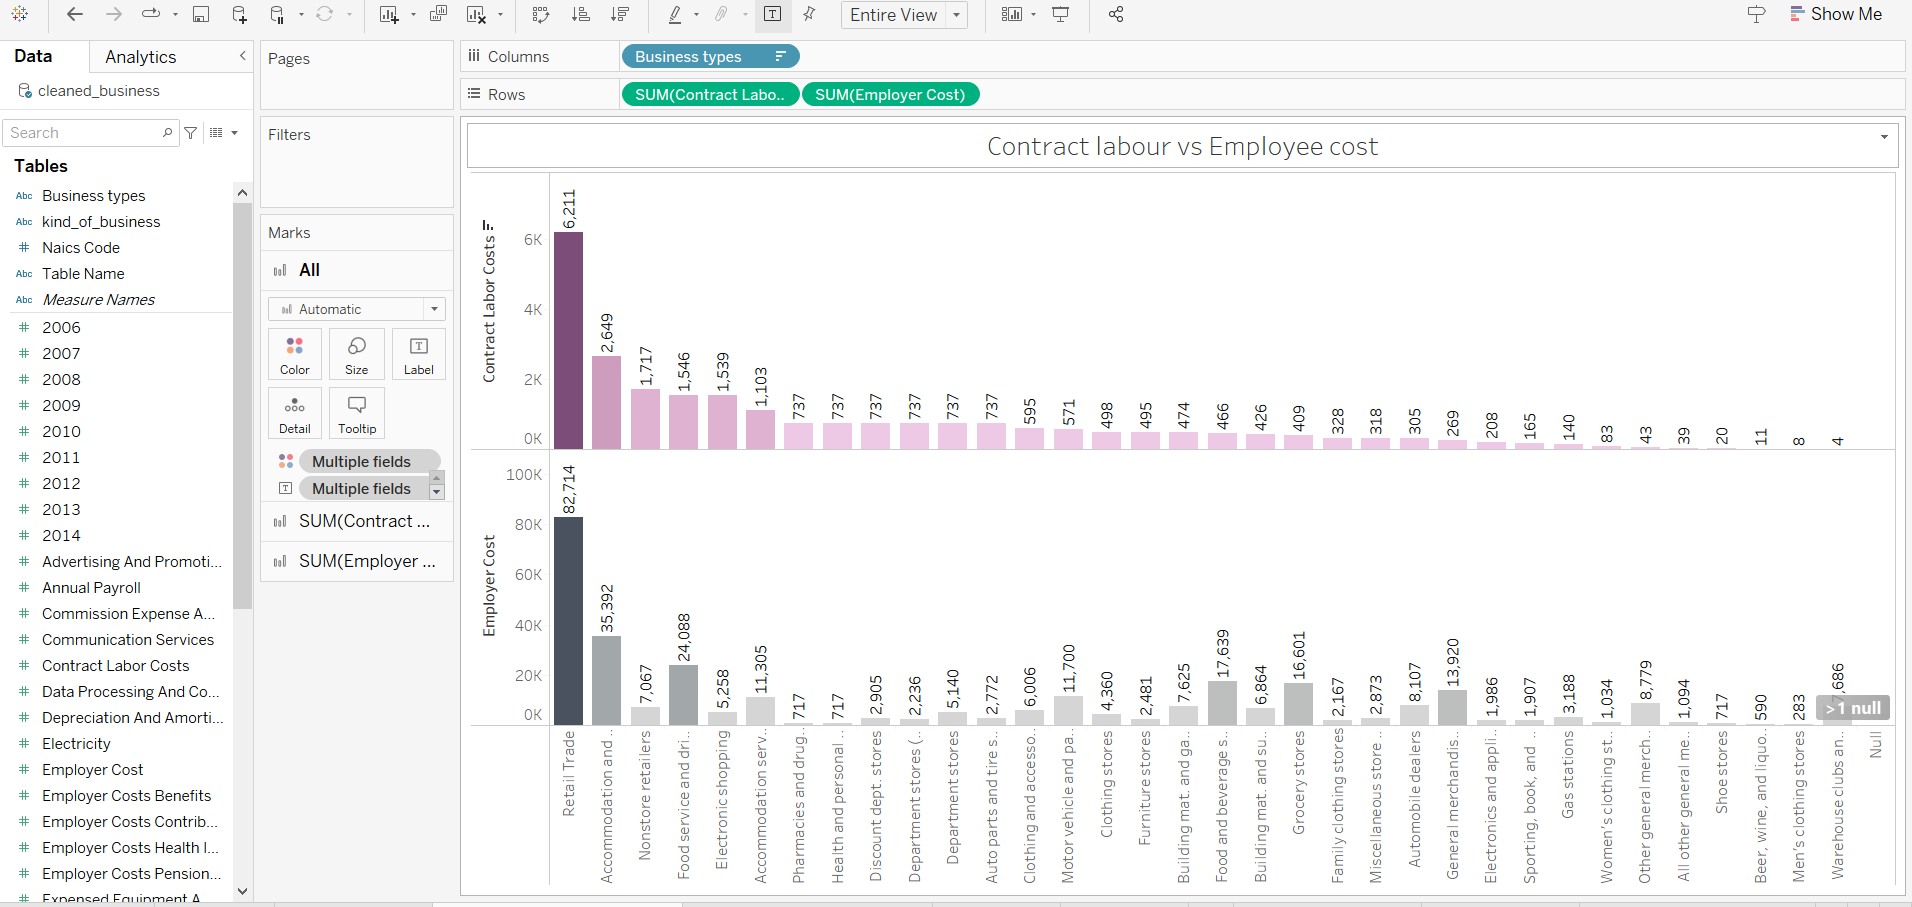 Entire View
Show Me
Data
Analytics
cleaned_business
Search
Tables
Abc Business types
Abc kind_of_business
# Naics Code
Abc Table Name
Abc Measure Names
# 2006
# 2007
# 2008
# 2009
# 2010
# 2011
# 2012
# 2013
# 2014
# Advertising And Promoti...
# Annual Payroll
# Commission Expense A...
# Communication Services
# Contract Labor Costs
# Data Processing And Co...
# Depreciation And Amorti...
# Electricity
# Employer Cost
# Employer Costs Benefits
# Employer Costs Contrib...
# Employer Costs Health I...
# Employer Costs Pension...
# Expensed Equipment A
Pages
Filters
Marks
All
Automatic
Color
Size
Label
Detail
Tooltip
Multiple fields
Multiple fields
SUM(Contract ...
SUM(Employer ...
Columns
Business types
Rows
SUM(Contract Labo..
SUM(Employer Cost)
Contract labour vs Employee cost
Contract Labor Costs
6K
4K
2K
0K
6,211
2,649
1,717
1,546
1,539
1,103
737
737
737
737
737
737
595
571
498
495
474
466
426
409
328
318
305
269
208
165
140
83
43
39
20
11
8
4
Employer Cost
100K
80K
60K
40K
20K
0K
82,714
35,392
7,067
24,088
5,258
11,305
717
717
2,905
2,236
5,140
2,772
6,006
11,700
4,360
2,481
7,625
17,639
6,864
16,601
2,167
2,873
8,107
13,920
1,986
1,907
3,188
1,034
8,779
1,094
717
590
283
7,686
>1 null
Retail Trade
Accommodation and ..
Nonstore retailers
Food service and dri..
Electronic shopping
Accommodation serv..
Pharmacies and drug..
Health and personal ..
Discount dept. stores
Department stores (..
Department stores
Auto parts and tire s..
Clothing and accesso..
Motor vehicle and pa..
Clothing stores
Furniture stores
Building mat. and ga..
Food and beverage s..
Building mat. and su..
Grocery stores
Family clothing stores
Miscellaneous store ..
Automobile dealers
General merchandis..
Electronics and appli..
Sporting, book, and ..
Gas stations
Women's clothing st..
Other general merch..
All other general me..
Shoe stores
Beer, wine, and liquo..
Men's clothing stores
Warehouse clubs an..
Null